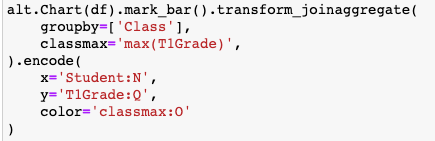 alt.Chart(df).mark_bar().transform_joinaggregate(
    groupby=['Class'],
    classmax='max(T1Grade)',
).encode(
    x='Student:N',
    y='T1Grade:Q',
    color='classmax:O'
)